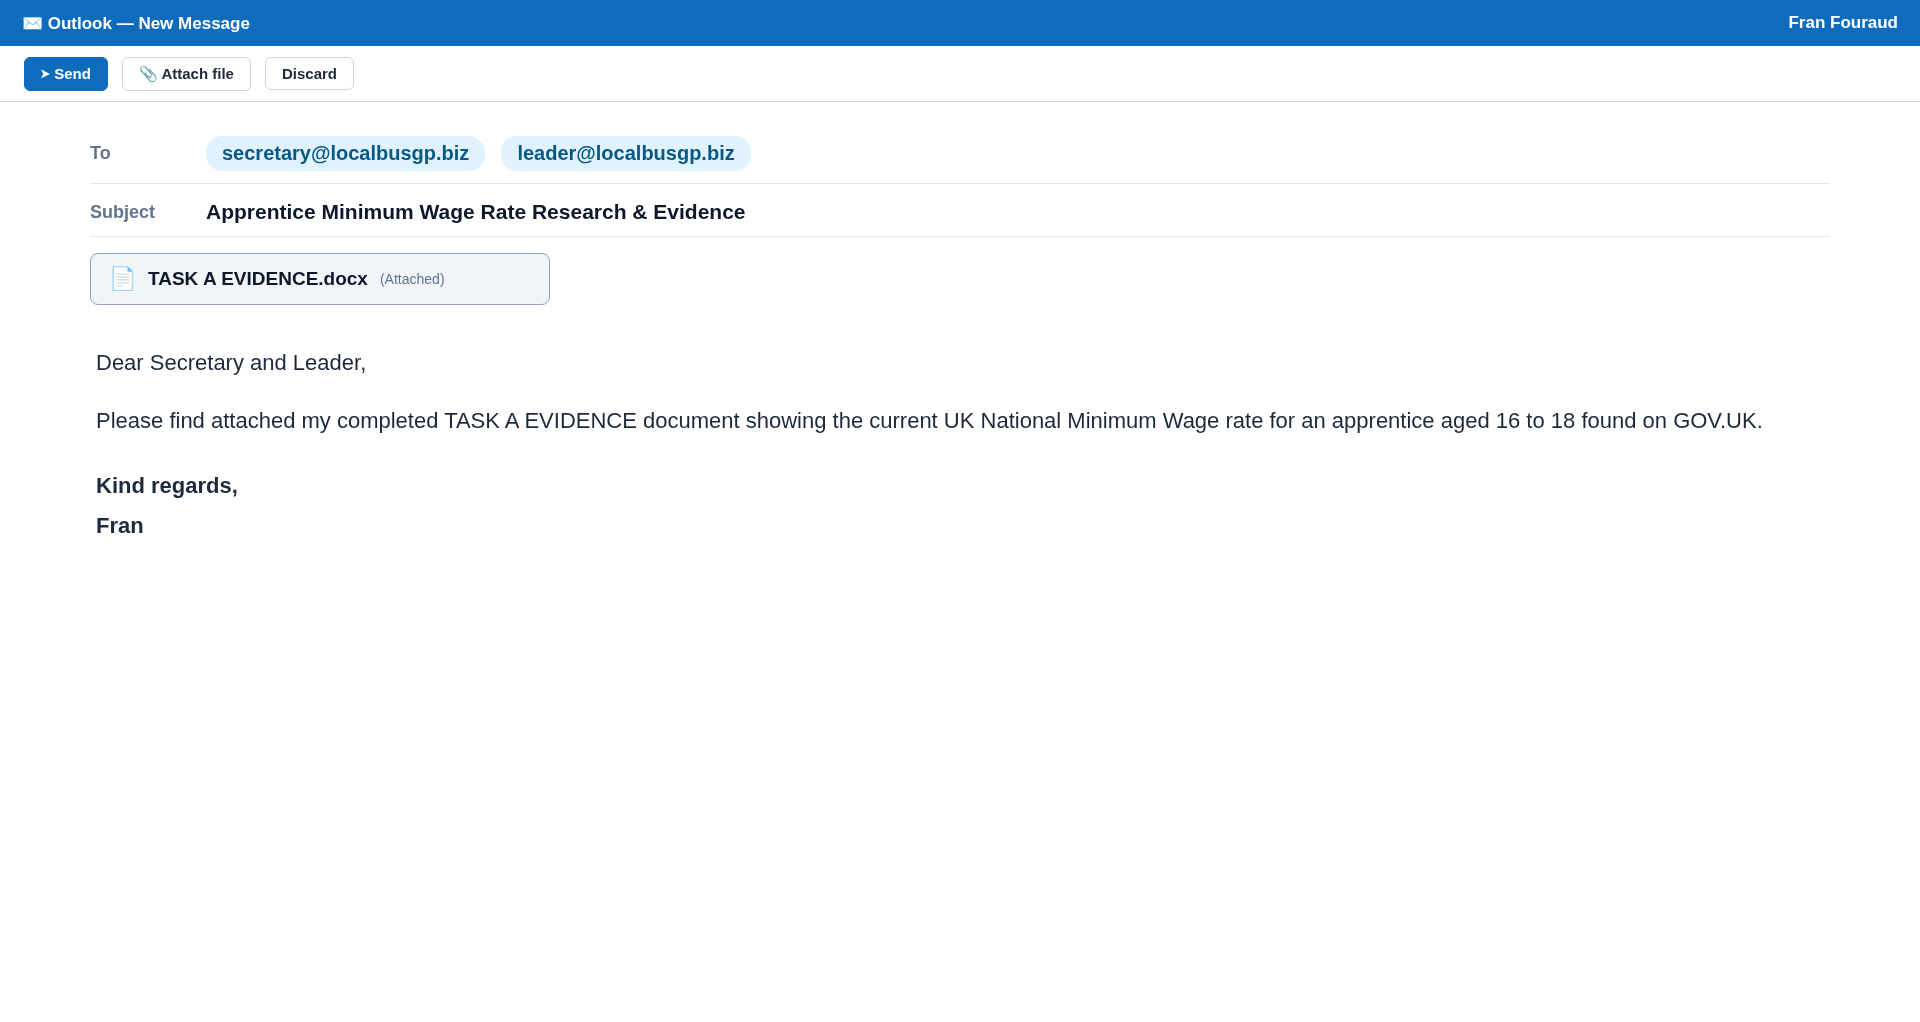 ✉️ Outlook — New Message
Fran Fouraud
➤ Send
📎 Attach file
Discard
To
secretary@localbusgp.biz
leader@localbusgp.biz
Subject
Apprentice Minimum Wage Rate Research & Evidence
📄 TASK A EVIDENCE.docx (Attached)
Dear Secretary and Leader,
Please find attached my completed TASK A EVIDENCE document showing the current UK National Minimum Wage rate for an apprentice aged 16 to 18 found on GOV.UK.
Kind regards,
Fran